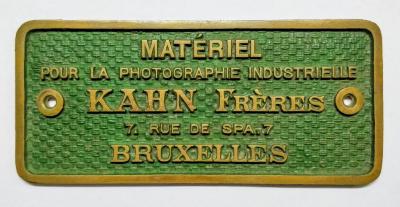 MATÉRIEL
POUR LA PHOTOGRAPHIE INDUSTRIELLE
KAHN FRÈRES
7. RUE DE SPA. 7
BRUXELLES